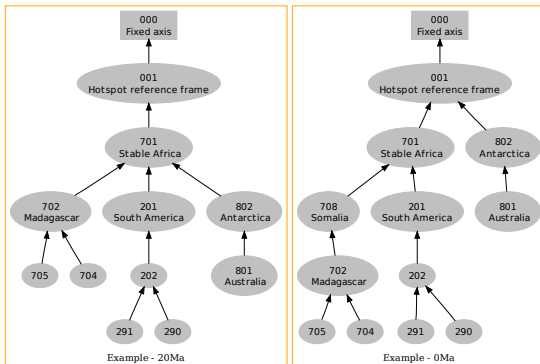 000
Fixed axis
001
Hotspot reference frame
701
Stable Africa
702
Madagascar
201
South America
802
Antarctica
705
704
202
801
Australia
291
290
Example - 20Ma
000
Fixed axis
001
Hotspot reference frame
701
Stable Africa
802
Antarctica
708
Somalia
201
South America
801
Australia
702
Madagascar
202
705
704
291
290
Example - 0Ma